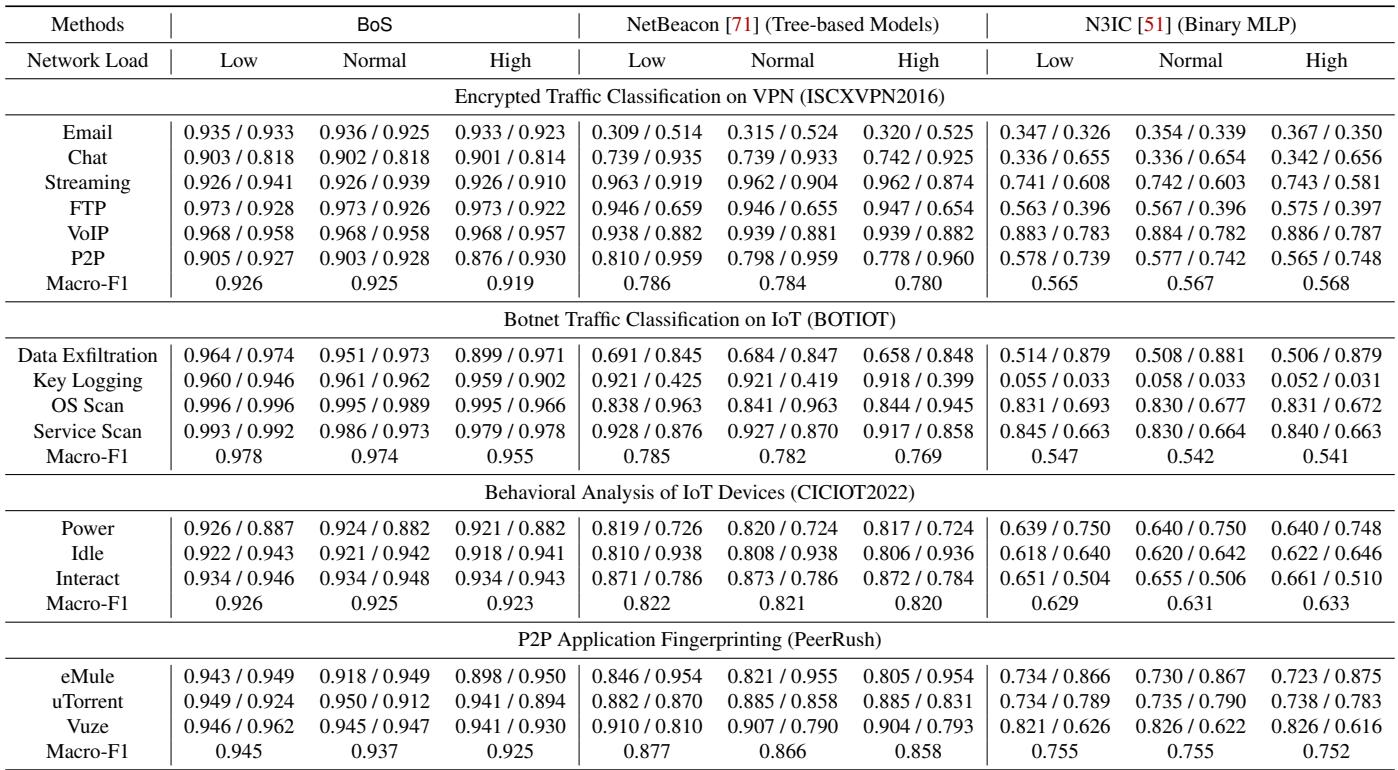 Methods BoS NetBeacon [71] (Tree-based Models) N3IC [51] (Binary MLP)
Network Load Low Normal High Low Normal High Low Normal High
Encrypted Traffic Classification on VPN (ISCXVPN2016)
Email 0.935 / 0.933 0.936 / 0.925 0.933 / 0.923 0.309 / 0.514 0.315 / 0.524 0.320 / 0.525 0.347 / 0.326 0.354 / 0.339 0.367 / 0.350
Chat 0.903 / 0.818 0.902 / 0.818 0.901 / 0.814 0.739 / 0.935 0.739 / 0.933 0.742 / 0.925 0.336 / 0.655 0.336 / 0.654 0.342 / 0.656
Streaming 0.926 / 0.941 0.926 / 0.939 0.926 / 0.910 0.963 / 0.919 0.962 / 0.904 0.962 / 0.874 0.741 / 0.608 0.742 / 0.603 0.743 / 0.581
FTP 0.973 / 0.928 0.973 / 0.926 0.973 / 0.922 0.946 / 0.659 0.946 / 0.655 0.947 / 0.654 0.563 / 0.396 0.567 / 0.396 0.575 / 0.397
VoIP 0.968 / 0.958 0.968 / 0.958 0.968 / 0.957 0.938 / 0.882 0.939 / 0.881 0.939 / 0.882 0.883 / 0.783 0.884 / 0.782 0.886 / 0.787
P2P 0.905 / 0.927 0.903 / 0.928 0.876 / 0.930 0.810 / 0.959 0.798 / 0.959 0.778 / 0.960 0.578 / 0.739 0.577 / 0.742 0.565 / 0.748
Macro-F1 0.926 0.925 0.919 0.786 0.784 0.780 0.565 0.567 0.568
Botnet Traffic Classification on IoT (BOTIOT)
Data Exfiltration 0.964 / 0.974 0.951 / 0.973 0.899 / 0.971 0.691 / 0.845 0.684 / 0.847 0.658 / 0.848 0.514 / 0.879 0.508 / 0.881 0.506 / 0.879
Key Logging 0.960 / 0.946 0.961 / 0.962 0.959 / 0.902 0.921 / 0.425 0.921 / 0.419 0.918 / 0.399 0.055 / 0.033 0.058 / 0.033 0.052 / 0.031
OS Scan 0.996 / 0.996 0.995 / 0.989 0.995 / 0.966 0.838 / 0.963 0.841 / 0.963 0.844 / 0.945 0.831 / 0.693 0.830 / 0.677 0.831 / 0.672
Service Scan 0.993 / 0.992 0.986 / 0.973 0.979 / 0.978 0.928 / 0.876 0.927 / 0.870 0.917 / 0.858 0.845 / 0.663 0.830 / 0.664 0.840 / 0.663
Macro-F1 0.978 0.974 0.955 0.785 0.782 0.769 0.547 0.542 0.541
Behavioral Analysis of IoT Devices (CICIOT2022)
Power 0.926 / 0.887 0.924 / 0.882 0.921 / 0.882 0.819 / 0.726 0.820 / 0.724 0.817 / 0.724 0.639 / 0.750 0.640 / 0.750 0.640 / 0.748
Idle 0.922 / 0.943 0.921 / 0.942 0.918 / 0.941 0.810 / 0.938 0.808 / 0.938 0.806 / 0.936 0.618 / 0.640 0.620 / 0.642 0.622 / 0.646
Interact 0.934 / 0.946 0.934 / 0.948 0.934 / 0.943 0.871 / 0.786 0.873 / 0.786 0.872 / 0.784 0.651 / 0.504 0.655 / 0.506 0.661 / 0.510
Macro-F1 0.926 0.925 0.923 0.822 0.821 0.820 0.629 0.631 0.633
P2P Application Fingerprinting (PeerRush)
eMule 0.943 / 0.949 0.918 / 0.949 0.898 / 0.950 0.846 / 0.954 0.821 / 0.955 0.805 / 0.954 0.734 / 0.866 0.730 / 0.867 0.723 / 0.875
uTorrent 0.949 / 0.924 0.950 / 0.912 0.941 / 0.894 0.882 / 0.870 0.885 / 0.858 0.885 / 0.831 0.734 / 0.789 0.735 / 0.790 0.738 / 0.783
Vuze 0.946 / 0.962 0.945 / 0.947 0.941 / 0.930 0.910 / 0.810 0.907 / 0.790 0.904 / 0.793 0.821 / 0.626 0.826 / 0.622 0.826 / 0.616
Macro-F1 0.945 0.937 0.925 0.877 0.866 0.858 0.755 0.755 0.752